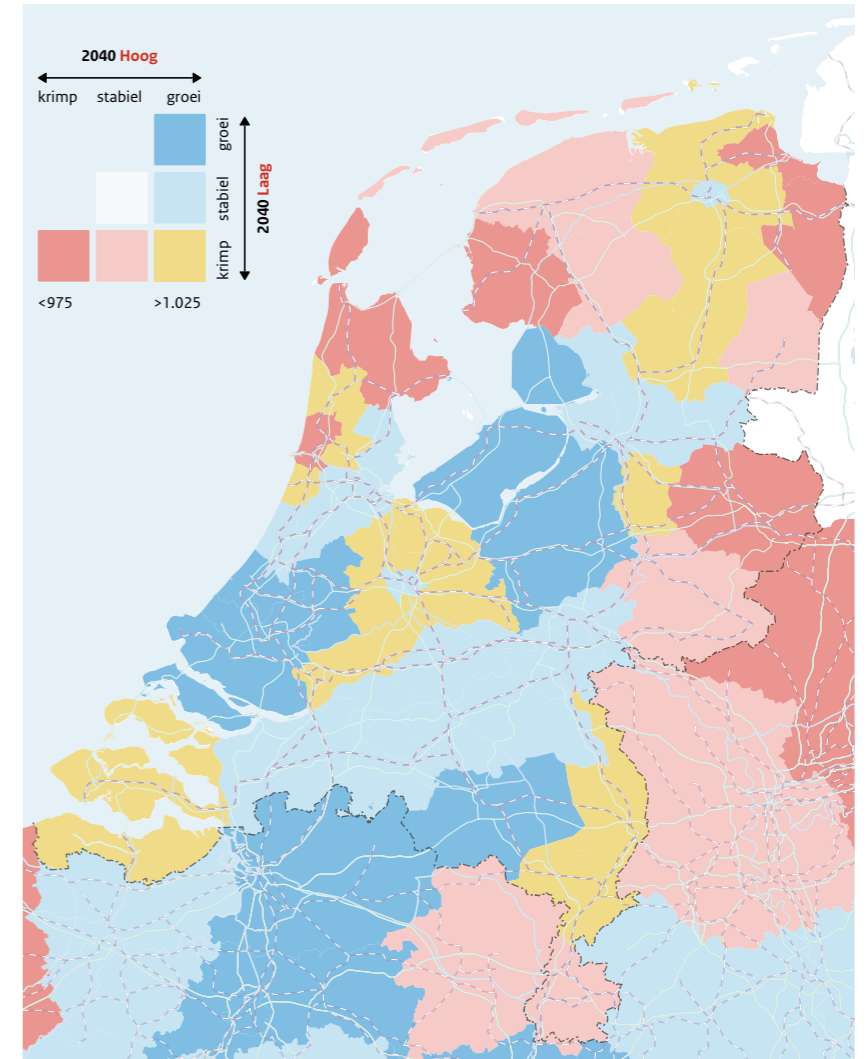 2040 Hoog
krimp stabiel groei
groei
stabiel
krimp
2040 Laag
<975 >1.025